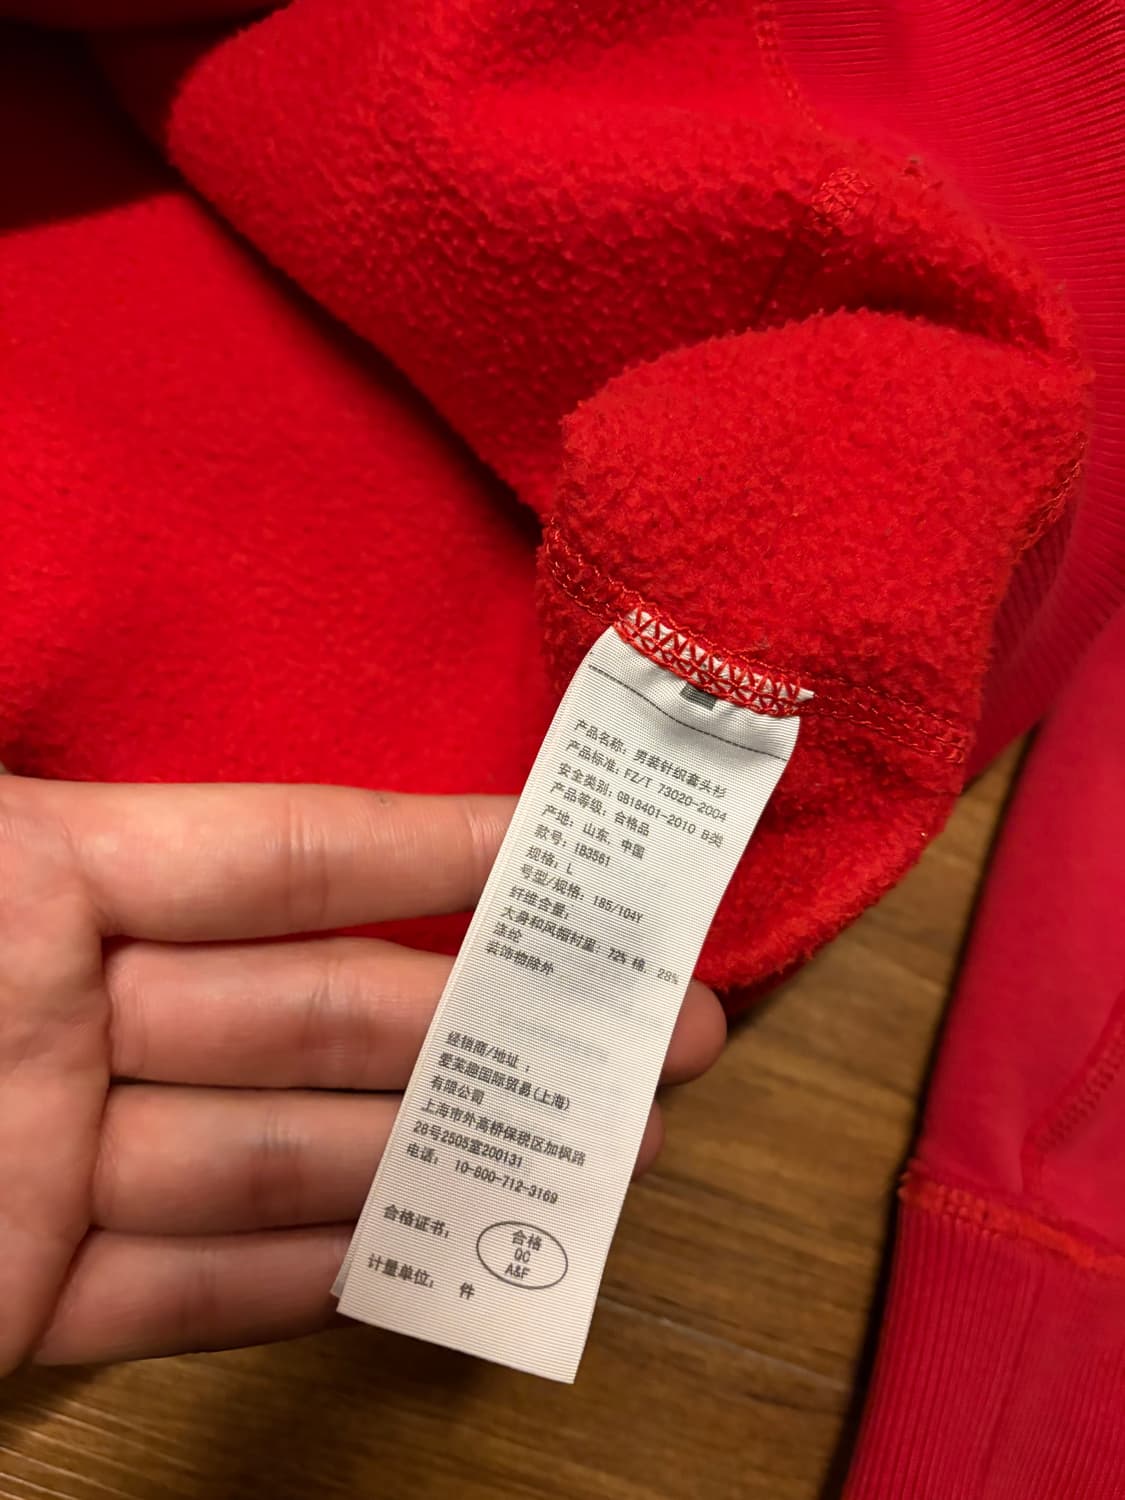 产品名称: 男装针织套头衫
产品标准: FZ/T 73020-2004
安全类别: GB18401-2010 B类
产品等级: 合格品
产地: 山东, 中国
款号: 1B3561
规格: L
号型/规格: 185/104Y
纤维含量:
大身和风帽衬里: 72% 棉, 28%
涤纶
装饰物除外
经销商/地址:
爱芙趣国际贸易(上海)
有限公司
上海市外高桥保税区加枫路
28号2505室200131
电话: 10-800-712-3169
合格证书:
合格
QC
A&F
计量单位: 件